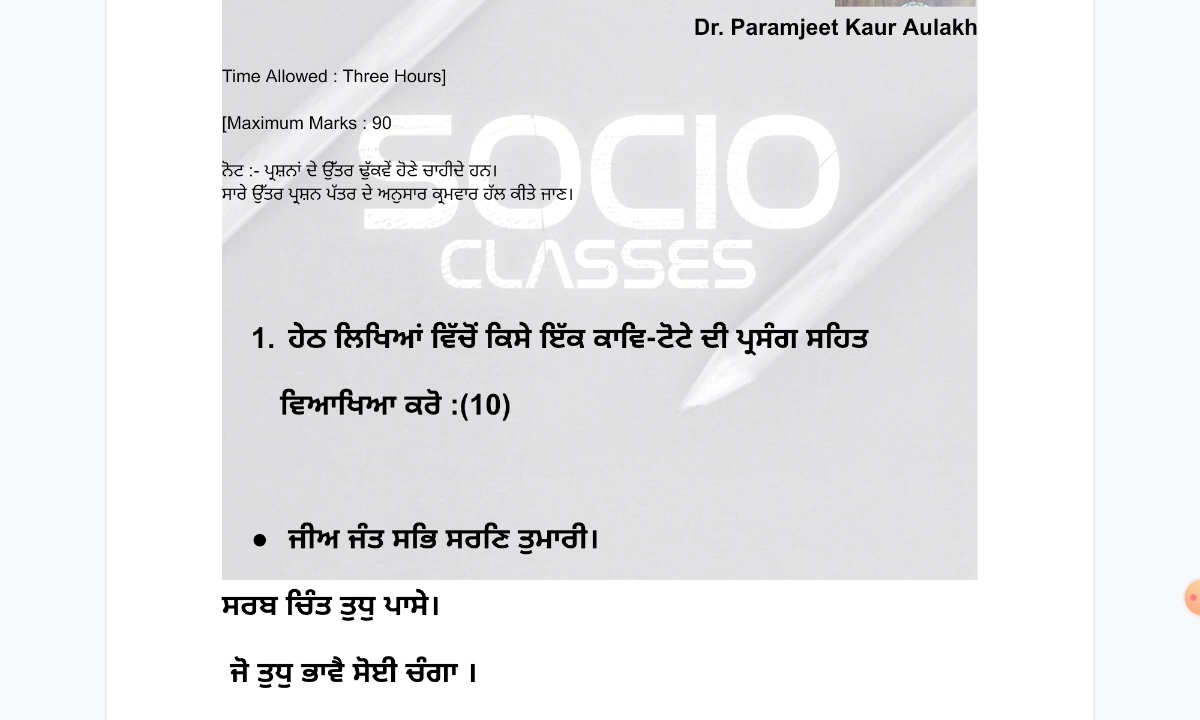 Dr. Paramjeet Kaur Aulakh
Time Allowed : Three Hours]
[Maximum Marks : 90
ਨੋਟ :- ਪ੍ਰਸ਼ਨਾਂ ਦੇ ਉੱਤਰ ਢੁੱਕਵੇਂ ਹੋਣੇ ਚਾਹੀਦੇ ਹਨ।
ਸਾਰੇ ਉੱਤਰ ਪ੍ਰਸ਼ਨ ਪੱਤਰ ਦੇ ਅਨੁਸਾਰ ਕ੍ਰਮਵਾਰ ਹੱਲ ਕੀਤੇ ਜਾਣ।
SOCIO
CLASSES
1. ਹੇਠ ਲਿਖਿਆਂ ਵਿੱਚੋਂ ਕਿਸੇ ਇੱਕ ਕਾਵਿ-ਟੋਟੇ ਦੀ ਪ੍ਰਸੰਗ ਸਹਿਤ
ਵਿਆਖਿਆ ਕਰੋ :(10)
● ਜੀਅ ਜੰਤ ਸਭਿ ਸਰਣਿ ਤੁਮਾਰੀ।
ਸਰਬ ਚਿੰਤ ਤੁਧੁ ਪਾਸੇ।
ਜੋ ਤੁਧੁ ਭਾਵੈ ਸੋਈ ਚੰਗਾ ।